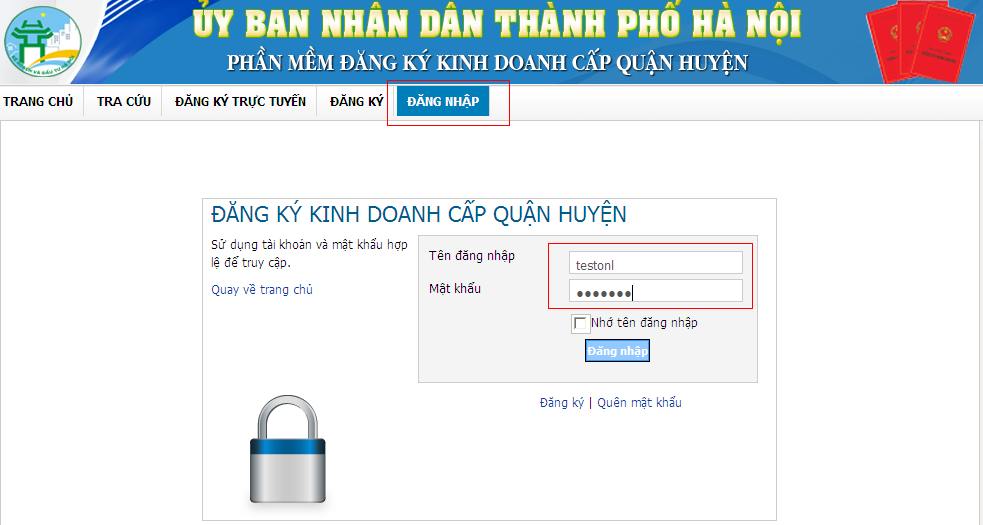 ỦY BAN NHÂN DÂN THÀNH PHỐ HÀ NỘI
PHẦN MỀM ĐĂNG KÝ KINH DOANH CẤP QUẬN HUYỆN
TRANG CHỦ TRA CỨU ĐĂNG KÝ TRỰC TUYẾN ĐĂNG KÝ ĐĂNG NHẬP
ĐĂNG KÝ KINH DOANH CẤP QUẬN HUYỆN
Sử dụng tài khoản và mật khẩu hợp
lệ để truy cập.
Quay về trang chủ
Tên đăng nhập testonl
Mật khẩu •••••••
Nhớ tên đăng nhập
Đăng nhập
Đăng ký | Quên mật khẩu